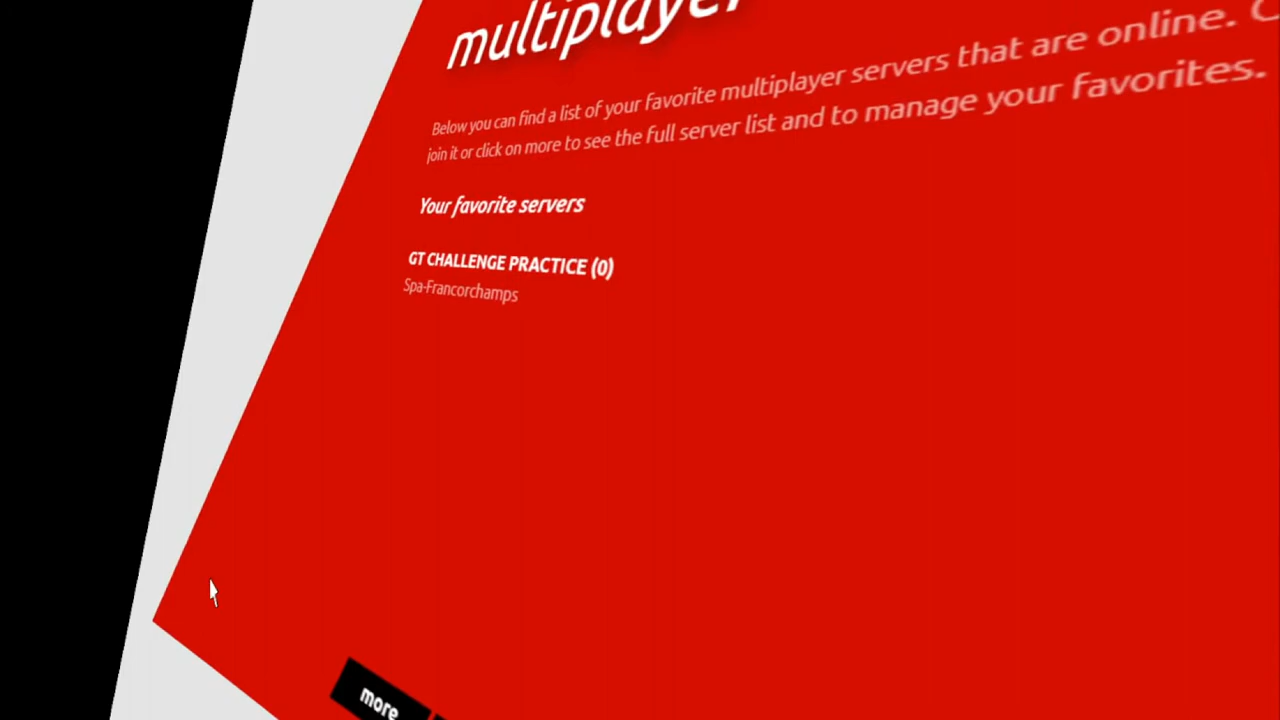 multiplayer
Below you can find a list of your favorite multiplayer servers that are online.
join it or click on more to see the full server list and to manage your favorites.
Your favorite servers
GT CHALLENGE PRACTICE (0)
Spa-Francorchamps
more